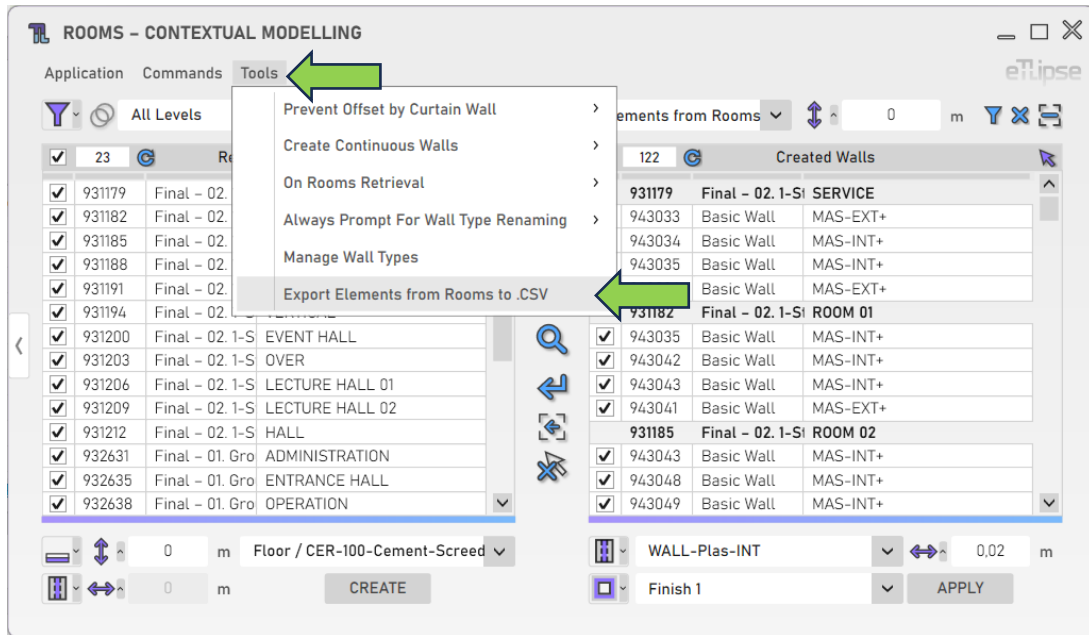 ROOMS – CONTEXTUAL MODELLING
Application Commands Tools
eTLipse
All Levels
Prevent Offset by Curtain Wall
Create Continuous Walls
On Rooms Retrieval
Always Prompt For Wall Type Renaming
Manage Wall Types
Export Elements from Rooms to .CSV
ements from Rooms 0 m
23 Re
931179 Final – 02.
931182 Final – 02.
931185 Final – 02.
931188 Final – 02.
931191 Final – 02.
931194 Final – 02.
931200 Final – 02. 1-S EVENT HALL
931203 Final – 02. 1-S OVER
931206 Final – 02. 1-S LECTURE HALL 01
931209 Final – 02. 1-S LECTURE HALL 02
931212 Final – 02. 1-S HALL
932631 Final – 01. Gro ADMINISTRATION
932635 Final – 01. Gro ENTRANCE HALL
932638 Final – 01. Gro OPERATION
122 Created Walls
931179 Final – 02. 1-St SERVICE
943033 Basic Wall MAS-EXT+
943034 Basic Wall MAS-INT+
943035 Basic Wall MAS-INT+
Basic Wall MAS-EXT+
931182 Final – 02. 1-St ROOM 01
943035 Basic Wall MAS-INT+
943042 Basic Wall MAS-INT+
943043 Basic Wall MAS-INT+
943041 Basic Wall MAS-EXT+
931185 Final – 02. 1-St ROOM 02
943043 Basic Wall MAS-INT+
943048 Basic Wall MAS-INT+
943049 Basic Wall MAS-INT+
0 m Floor / CER-100-Cement-Screed
0 m CREATE
WALL-Plas-INT 0,02 m
Finish 1 APPLY